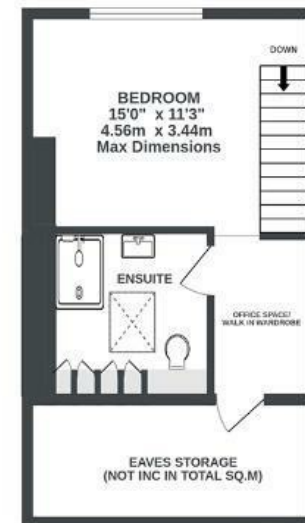 DOWN
BEDROOM
15'0" x 11'3"
4.56m x 3.44m
Max Dimensions
ENSUITE
OFFICE SPACE/
WALK IN WARDROBE
EAVES STORAGE
(NOT INC IN TOTAL SQ.M)